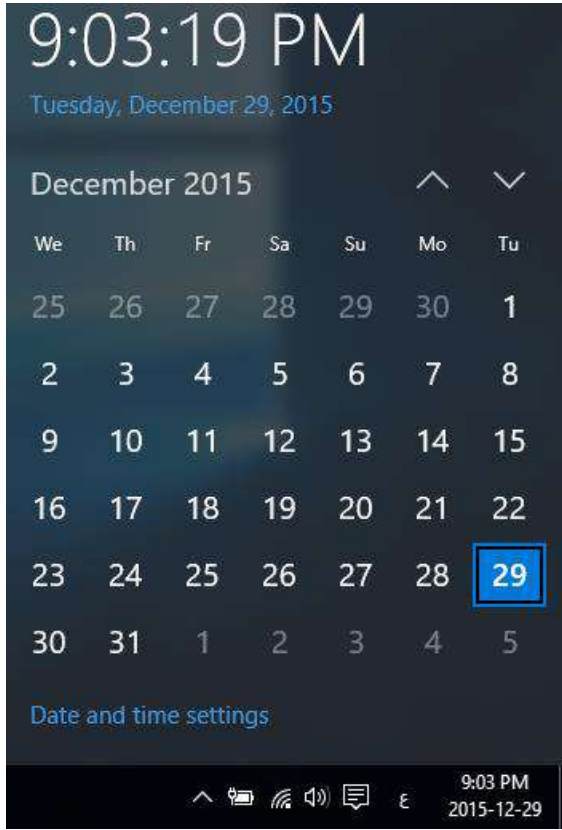 9:03:19 PM
Tuesday, December 29, 2015
December 2015
We Th Fr Sa Su Mo Tu
25 26 27 28 29 30 1
2 3 4 5 6 7 8
9 10 11 12 13 14 15
16 17 18 19 20 21 22
23 24 25 26 27 28 29
30 31 1 2 3 4 5
Date and time settings
9:03 PM
ع
2015-12-29